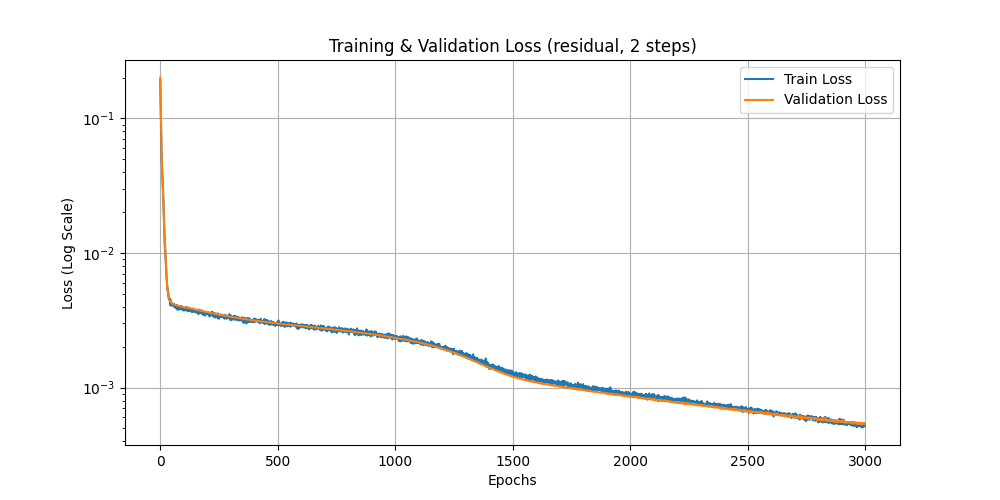 Training & Validation Loss (residual, 2 steps)
Train Loss
Validation Loss
Loss (Log Scale)
10⁻¹
10⁻²
10⁻³
0 500 1000 1500 2000 2500 3000
Epochs